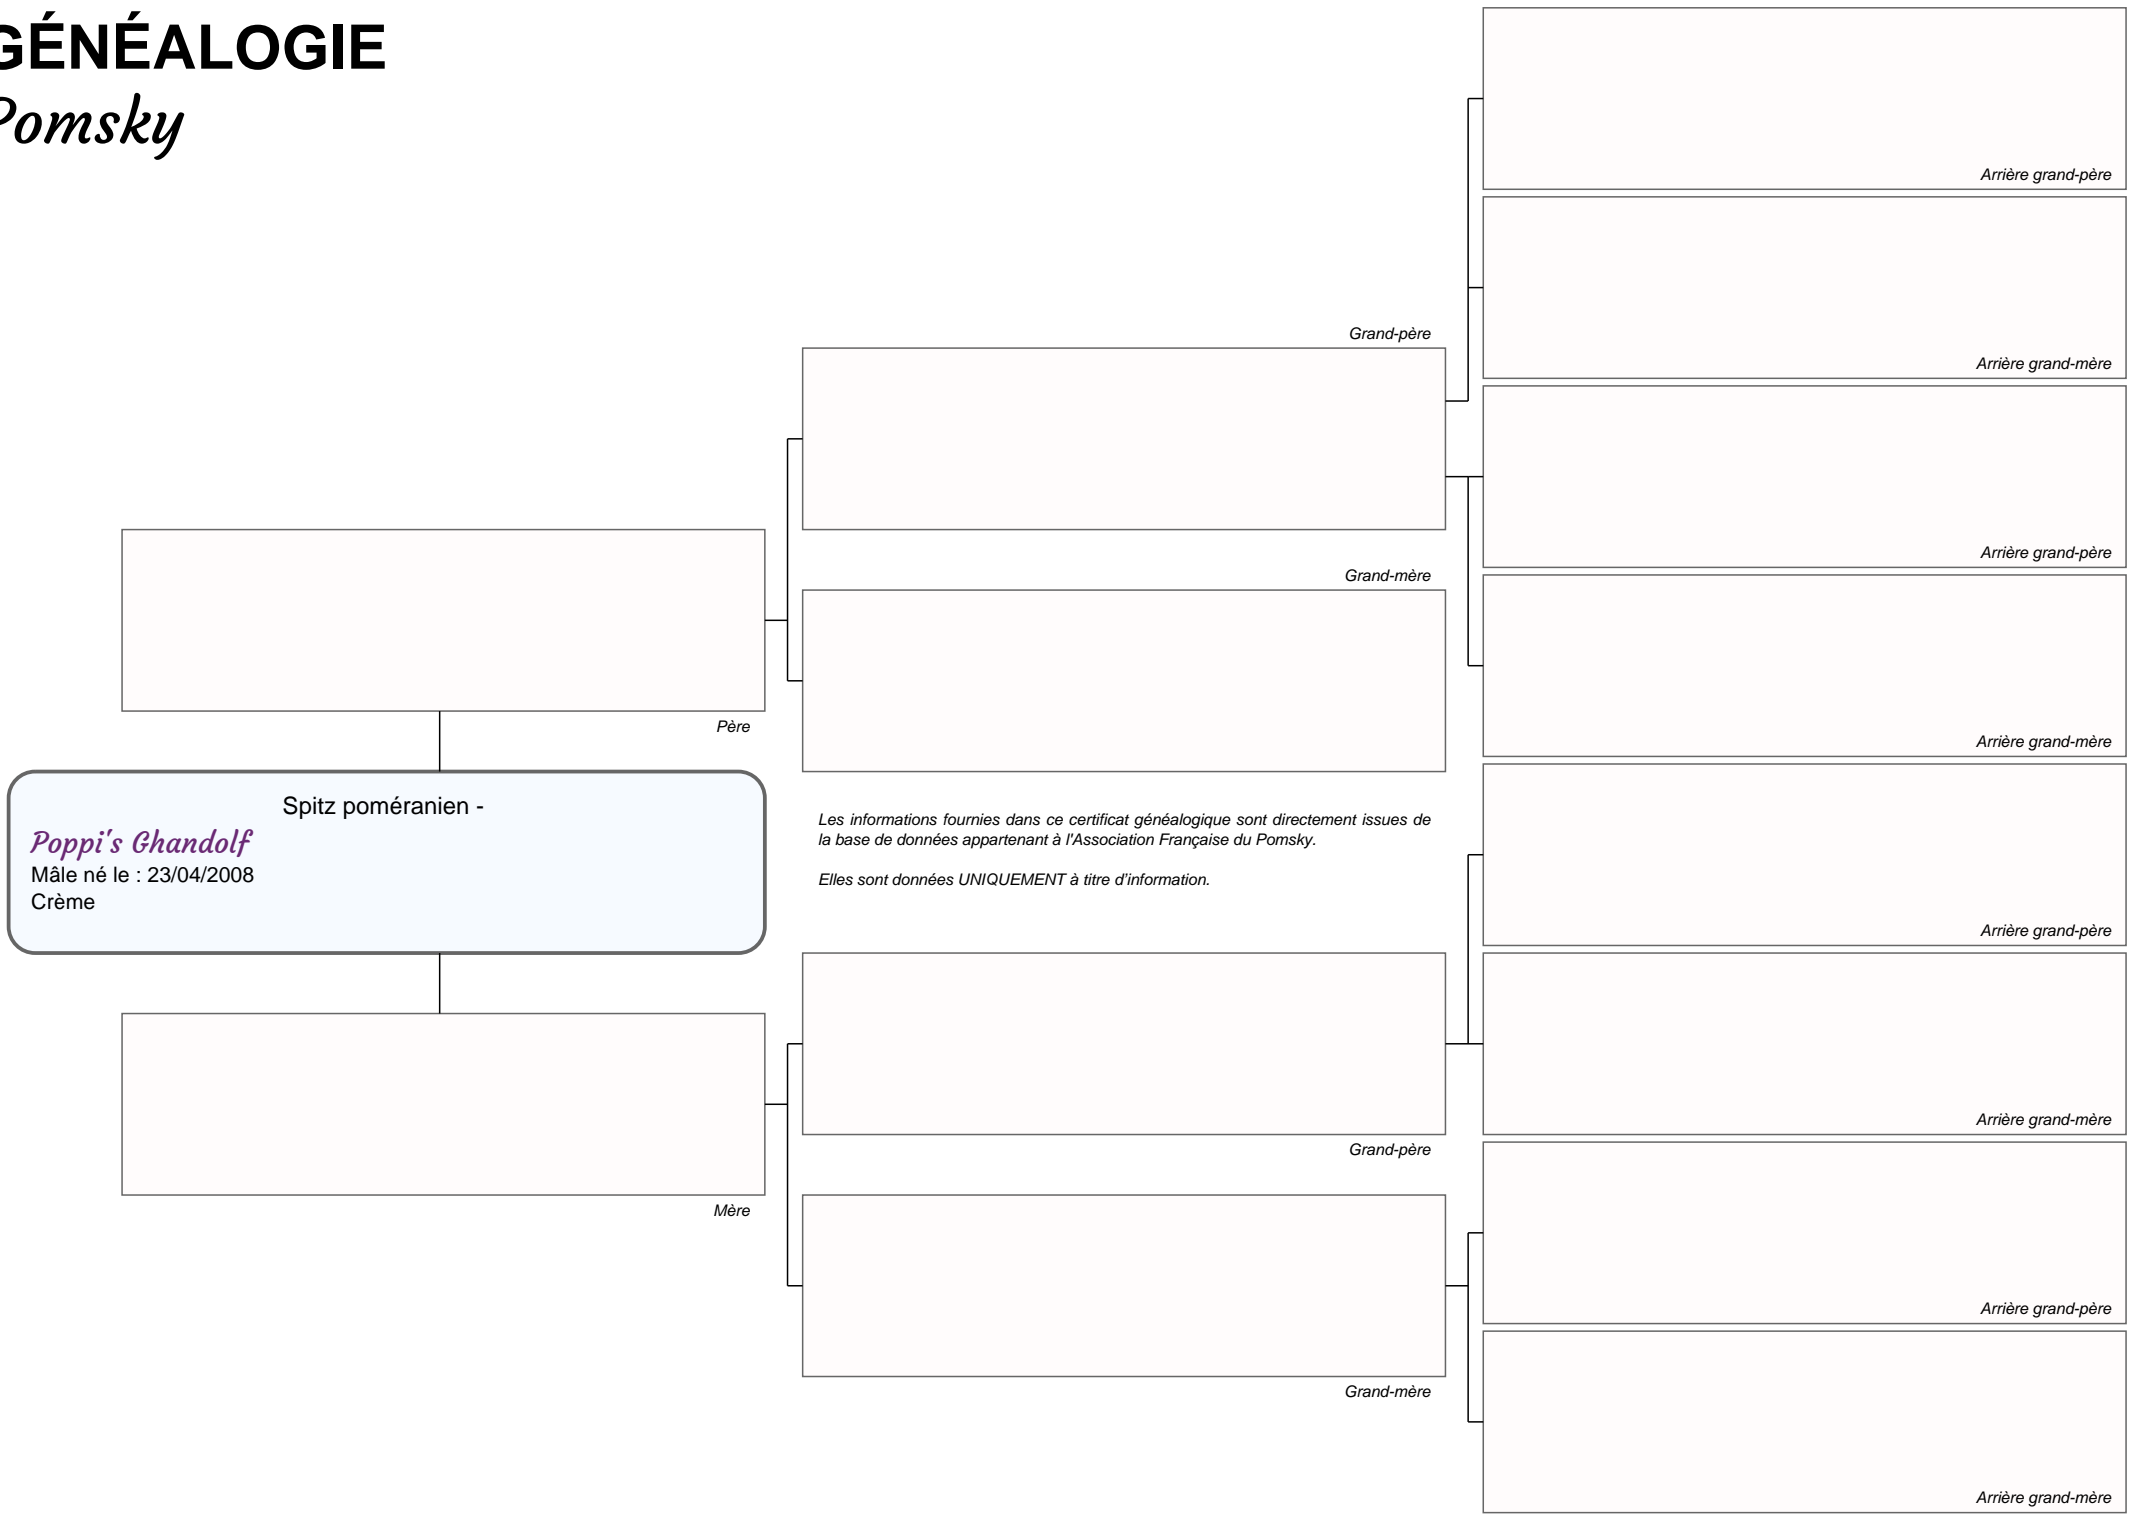 GÉNÉALOGIE
Pomsky
Arrière grand-père
Arrière grand-mère
Grand-père
Arrière grand-père
Grand-mère
Arrière grand-mère
Père
Spitz poméranien -
Poppi's Ghandolf
Mâle né le : 23/04/2008
Crème
Les informations fournies dans ce certificat généalogique sont directement issues de
la base de données appartenant à l'Association Française du Pomsky.
Elles sont données UNIQUEMENT à titre d'information.
Arrière grand-père
Arrière grand-mère
Grand-père
Mère
Arrière grand-père
Grand-mère
Arrière grand-mère